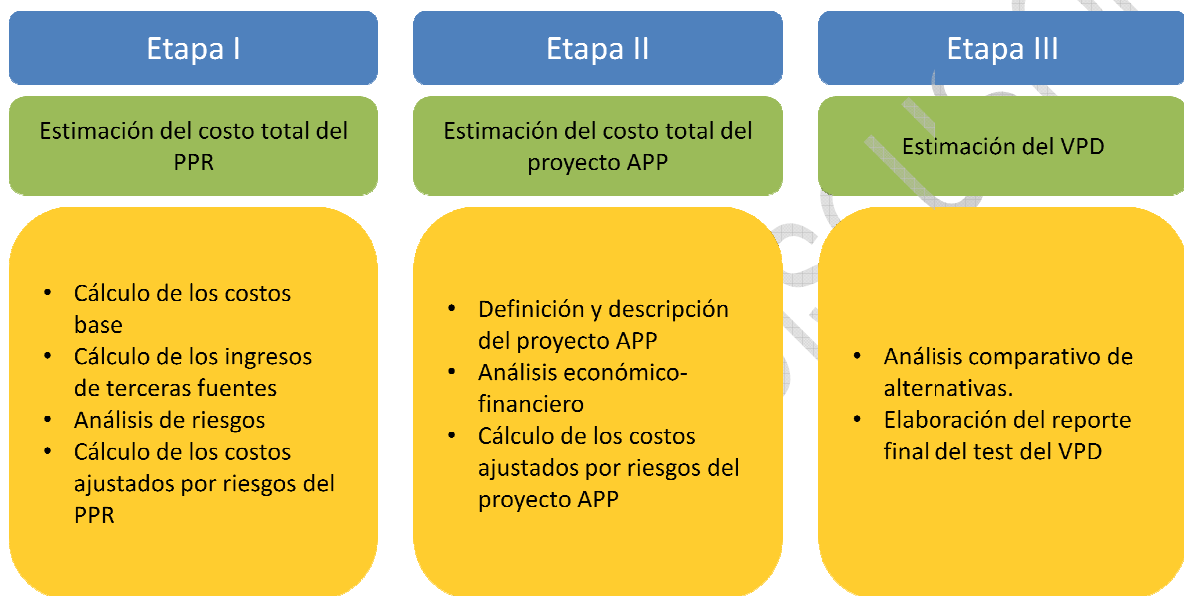 Etapa I
Estimación del costo total del
PPR
• Cálculo de los costos
base
• Cálculo de los ingresos
de terceras fuentes
• Análisis de riesgos
• Cálculo de los costos
ajustados por riesgos del
PPR
Etapa II
Estimación del costo total del
proyecto APP
• Definición y descripción
del proyecto APP
• Análisis económico-
financiero
• Cálculo de los costos
ajustados por riesgos del
proyecto APP
Etapa III
Estimación del VPD
• Análisis comparativo de
alternativas.
• Elaboración del reporte
final del test del VPD